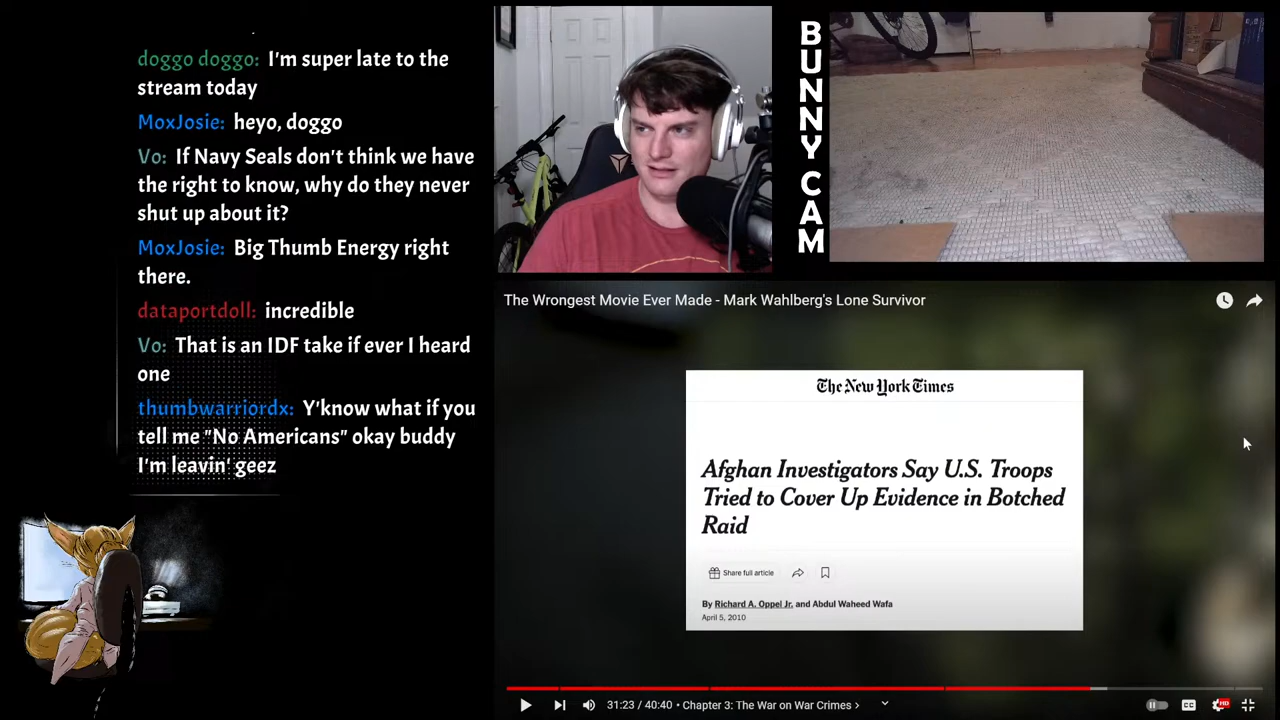 doggo doggo: I'm super late to the
stream today
MoxJosie: heyo, doggo
Vo: If Navy Seals don't think we have
the right to know, why do they never
shut up about it?
MoxJosie: Big Thumb Energy right
there.
dataportdoll: incredible
Vo: That is an IDF take if ever I heard
one
thumbwarriordx: Y'know what if you
tell me "No Americans" okay buddy
I'm leavin' geez
BUNNY CAM
The Wrongest Movie Ever Made - Mark Wahlberg's Lone Survivor
The New York Times
Afghan Investigators Say U.S. Troops
Tried to Cover Up Evidence in Botched
Raid
Share full article
By Richard A. Oppel Jr. and Abdul Waheed Wafa
April 5, 2010
31:23 / 40:40 • Chapter 3: The War on War Crimes >
CC
HD